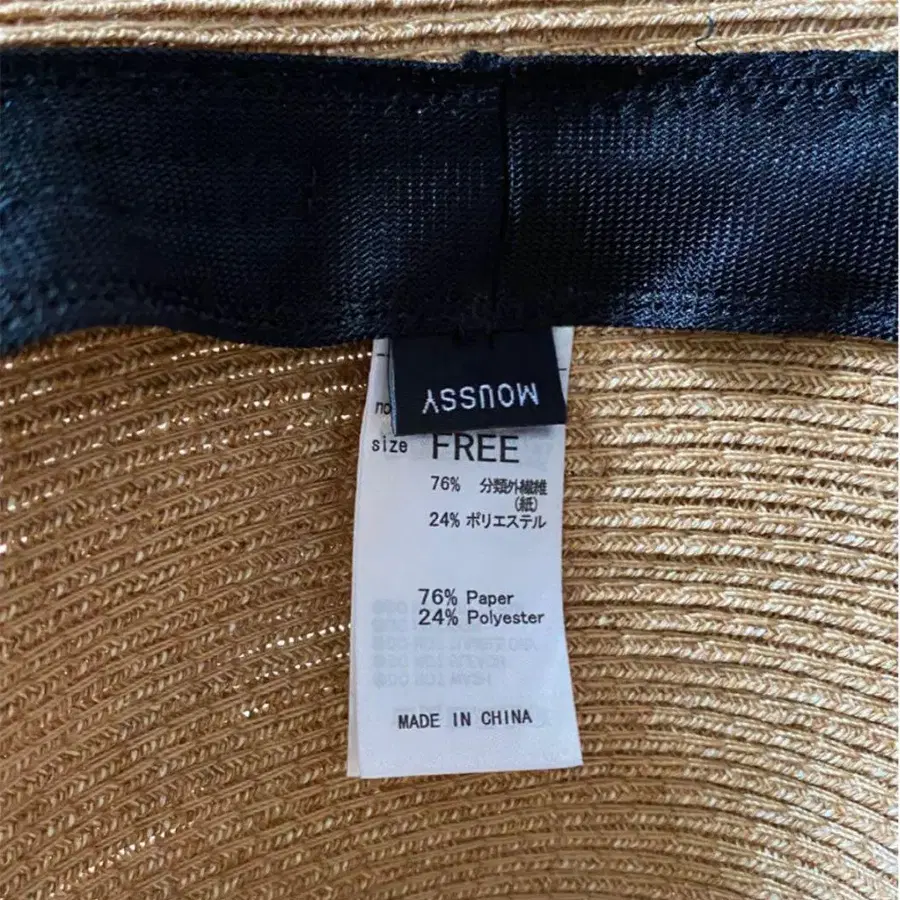 MOUSSY
no
size FREE
76% 分類外繊維
(紙)
24% ポリエステル
76% Paper
24% Polyester
MADE IN CHINA